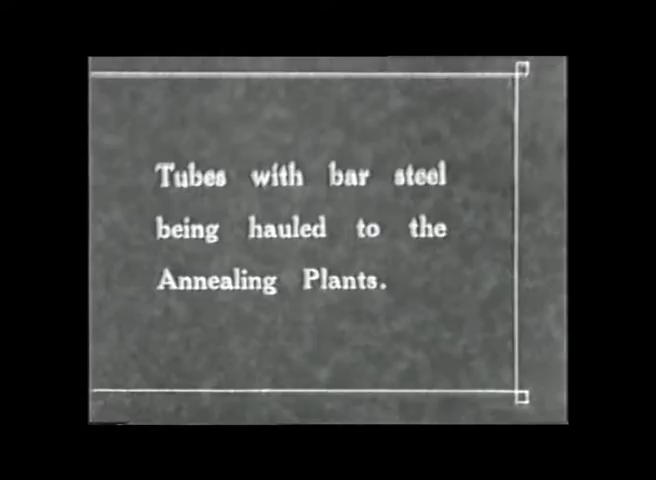 Tubes with bar steel
being hauled to the
Annealing Plants.